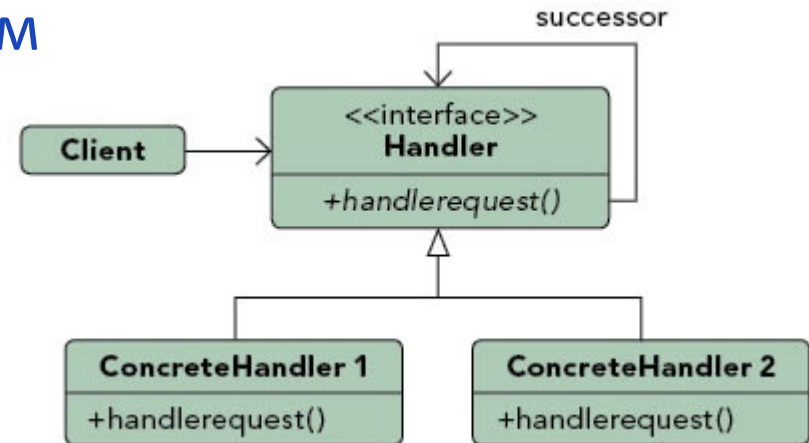 M
successor
<<interface>>
Handler
Client
+handlerequest()
ConcreteHandler 1
+handlerequest()
ConcreteHandler 2
+handlerequest()